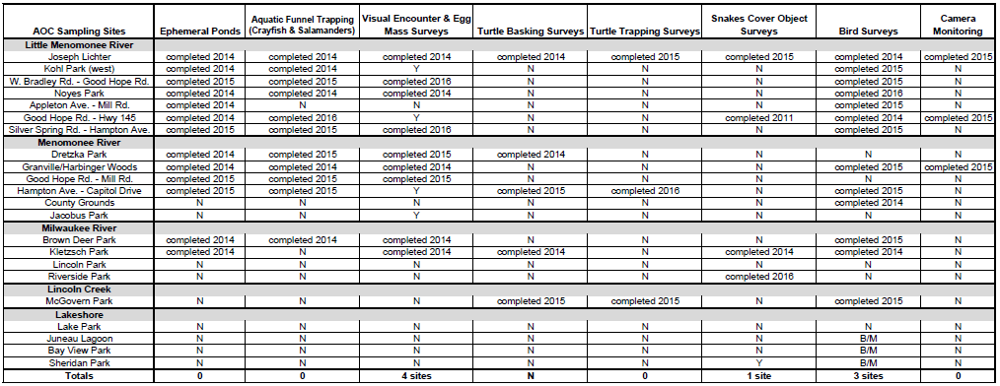 AOC Sampling Sites Ephemeral Ponds Aquatic Funnel Trapping (Crayfish & Salamanders) Visual Encounter & Egg Mass Surveys Turtle Basking Surveys Turtle Trapping Surveys Snakes Cover Object Surveys Bird Surveys Camera Monitoring
Little Menomonee River
Joseph Lichter completed 2014 completed 2014 completed 2014 completed 2014 completed 2015 completed 2015 completed 2014 completed 2015
Kohl Park (west) completed 2014 completed 2014 Y N N N completed 2014 N
W. Bradley Rd. - Good Hope Rd. completed 2015 completed 2015 completed 2016 N N N completed 2015 N
Noyes Park completed 2014 completed 2014 completed 2014 N N N completed 2016 N
Appleton Ave. - Mill Rd. completed 2014 N N N N N completed 2015 N
Good Hope Rd. - Hwy 145 completed 2014 completed 2016 Y N N completed 2011 completed 2014 completed 2015
Silver Spring Rd. - Hampton Ave. completed 2015 completed 2015 completed 2016 N N N completed 2015 N
Menomonee River
Dretzka Park completed 2014 completed 2015 completed 2015 completed 2014 N N N N
Granville/Harbinger Woods completed 2014 completed 2014 completed 2014 N N N completed 2015 completed 2015
Good Hope Rd. - Mill Rd. completed 2015 completed 2015 completed 2015 N N N N N
Hampton Ave. - Capitol Drive completed 2015 completed 2015 Y completed 2015 completed 2016 N completed 2015 N
County Grounds N N N N N N completed 2014 N
Jacobus Park N N Y N N N N N
Milwaukee River
Brown Deer Park completed 2014 completed 2014 completed 2014 N N N completed 2015 N
Kletzsch Park completed 2014 N completed 2014 completed 2014 N completed 2014 completed 2014 N
Lincoln Park N N N N N N N N
Riverside Park N N N N N completed 2016 N N
Lincoln Creek
McGovern Park N N N completed 2015 completed 2015 N completed 2015 N
Lakeshore
Lake Park N N N N N N N N
Juneau Lagoon N N N N N N B/M N
Bay View Park N N N N N N B/M N
Sheridan Park N N N N N Y B/M N
Totals 0 0 4 sites N 0 1 site 3 sites 0